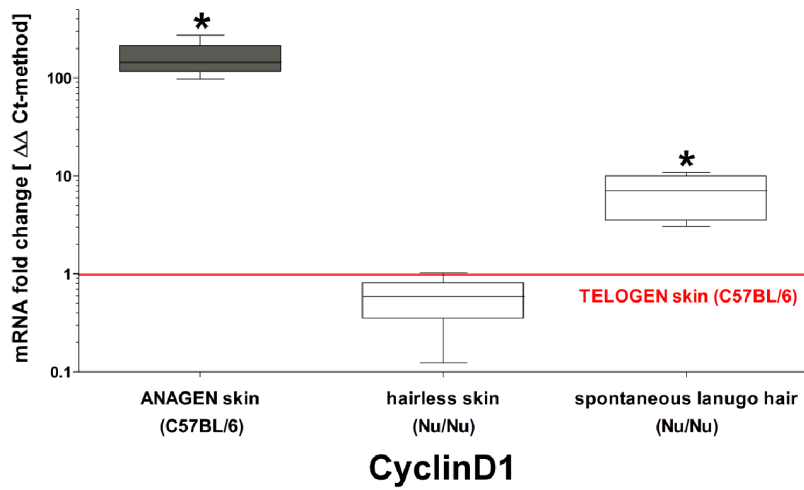 mRNA fold change [ ΔΔ Ct-method]
*
*
100
10
1
0.1
TELOGEN skin (C57BL/6)
ANAGEN skin
(C57BL/6)
hairless skin
(Nu/Nu)
spontaneous lanugo hair
(Nu/Nu)
CyclinD1